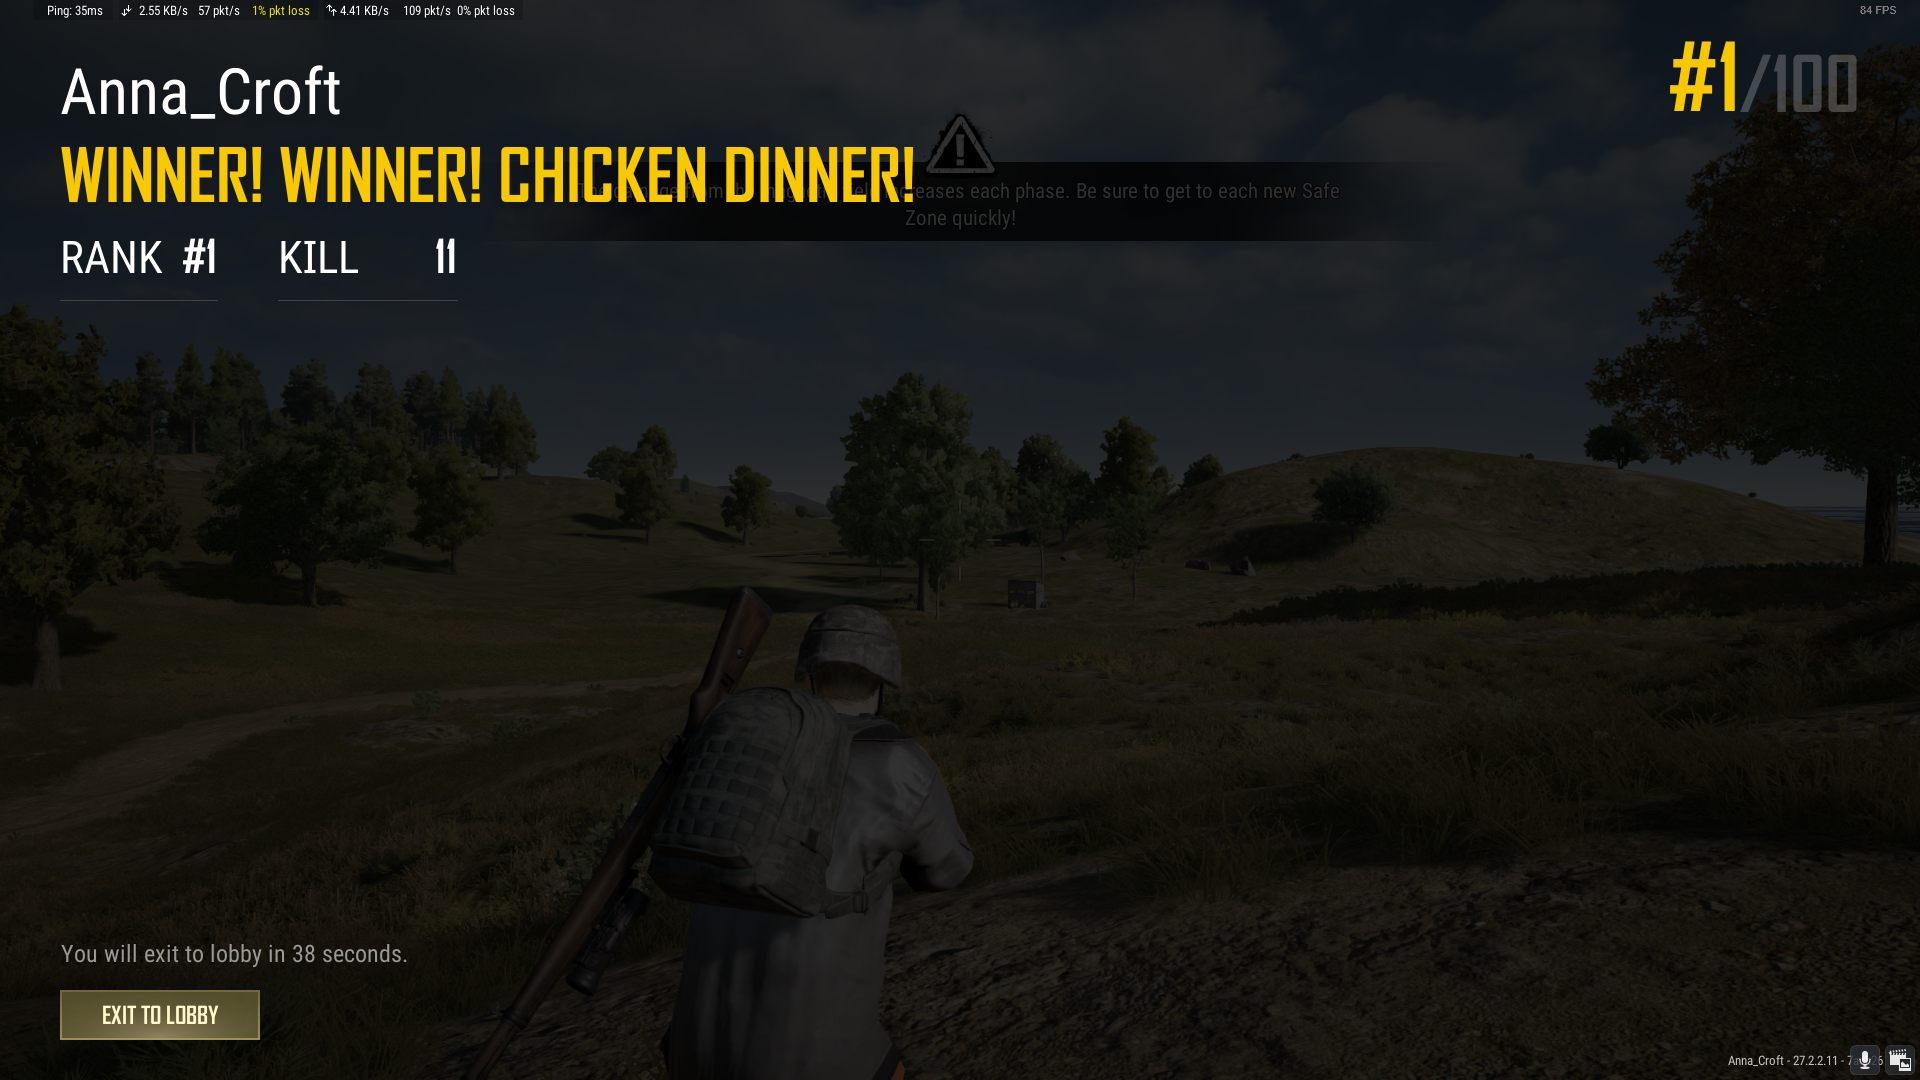 Ping: 35ms 2.55 KB/s 57 pkt/s 1% pkt loss 4.41 KB/s 109 pkt/s 0% pkt loss
84 FPS
Anna_Croft
#1/100
WINNER! WINNER! CHICKEN DINNER!
each phase. Be sure to get to each new Safe
Zone quickly!
RANK #1 KILL 11
You will exit to lobby in 38 seconds.
EXIT TO LOBBY
Anna_Croft - 27.2.2.11 -